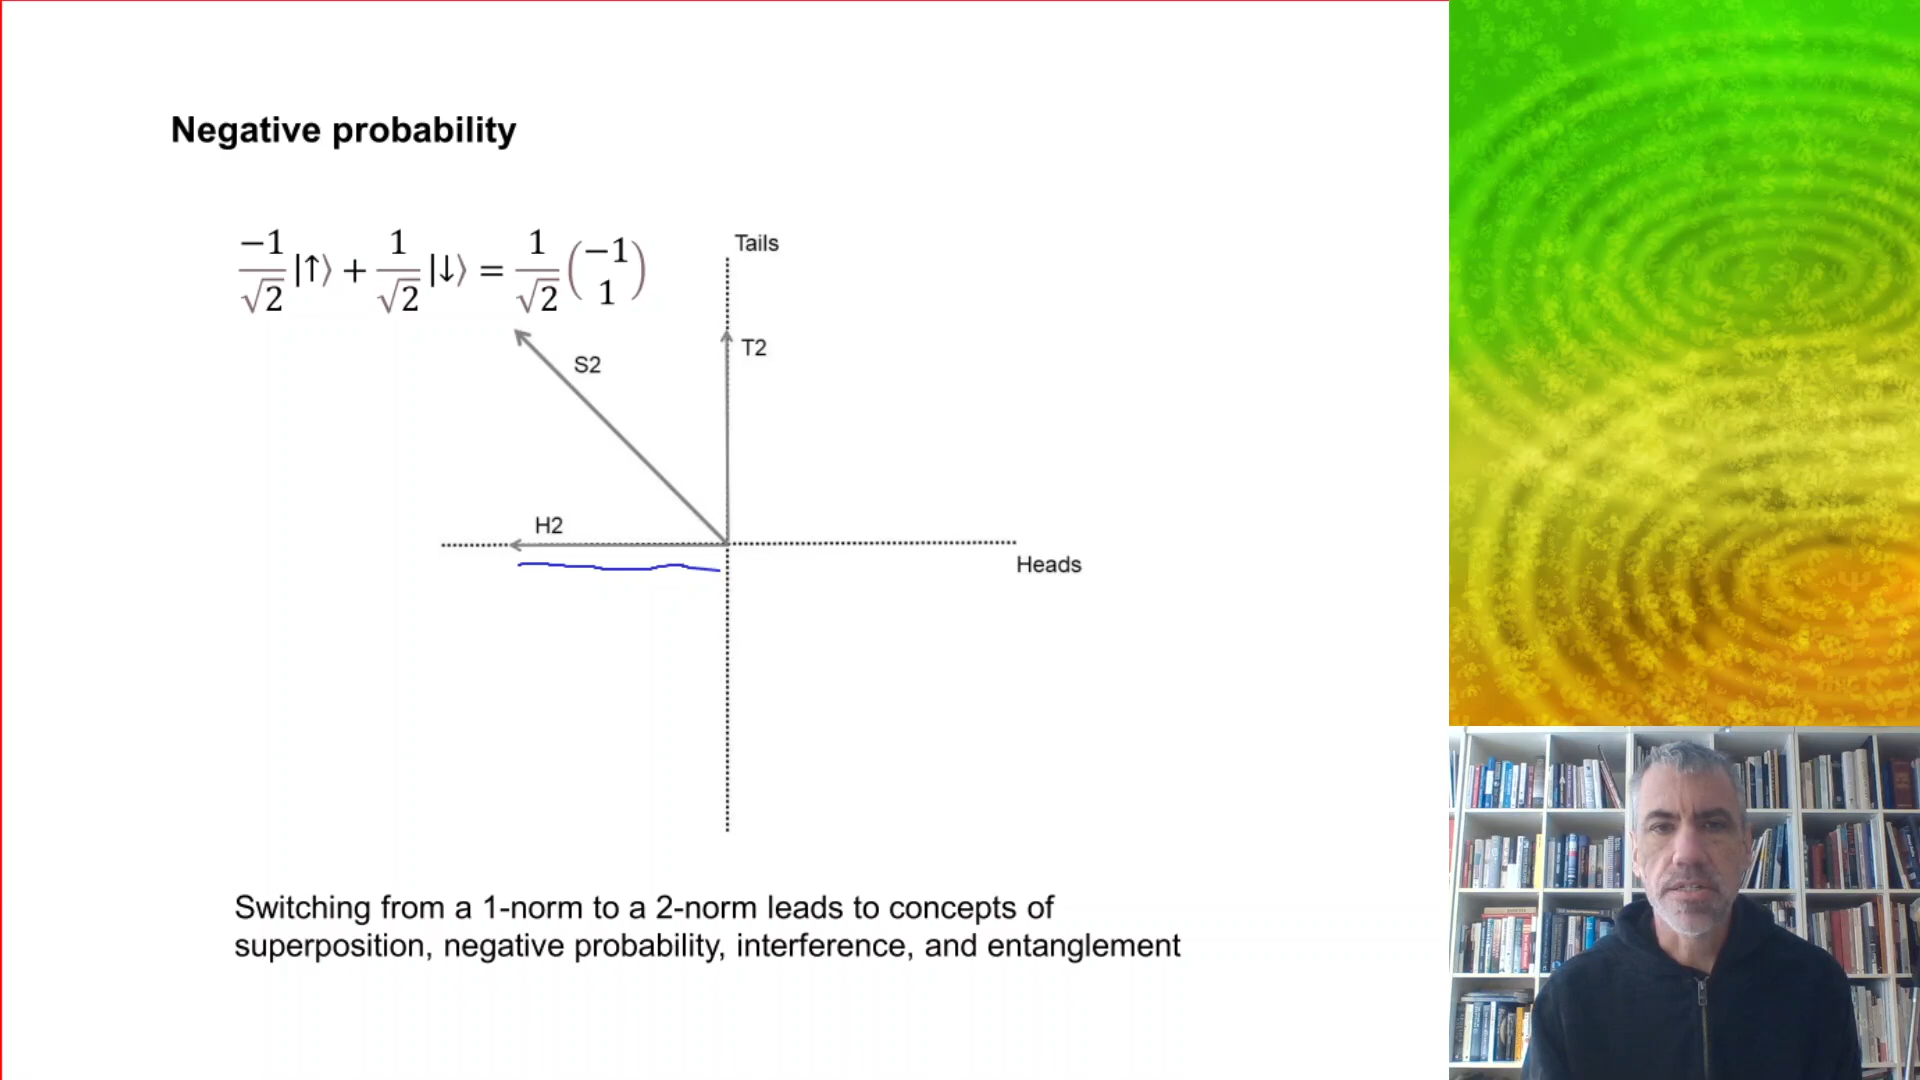 Negative probability
−1/√2 |↑⟩ + 1/√2 |↓⟩ = 1/√2 (−1 1)
Tails
T2
S2
H2
Heads
Switching from a 1-norm to a 2-norm leads to concepts of
superposition, negative probability, interference, and entanglement